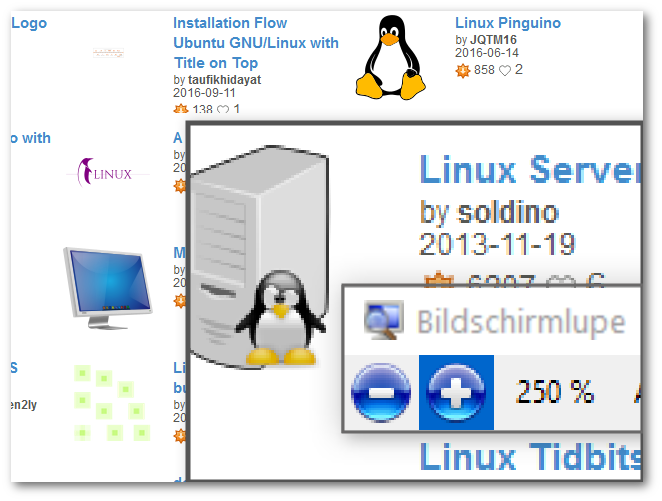 Logo
Installation Flow
Ubuntu GNU/Linux with
Title on Top
by taufikhidayat
2016-09-11
138 1
Linux Pinguino
by JQTM16
2016-06-14
858 2
o with
LINUX
A
by
20
M
by
20
S
en2ly
Li
bu
by
20
d
Linux Server
by soldino
2013-11-19
6207 6
Bildschirmlupe
250 %
Linux Tidbits